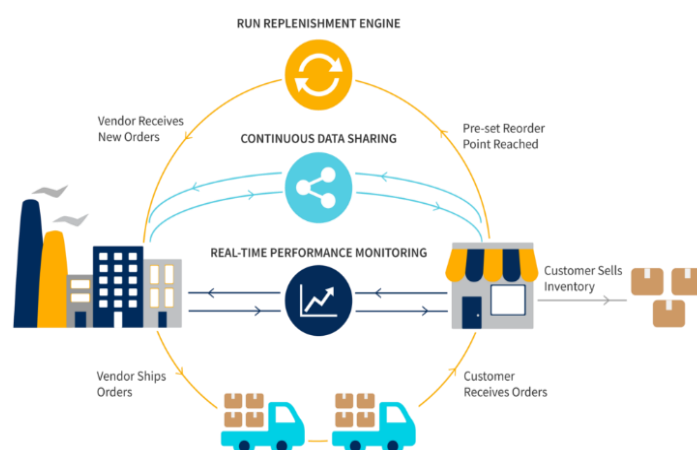 RUN REPLENISHMENT ENGINE
Vendor Receives
New Orders
Pre-set Reorder
Point Reached
CONTINUOUS DATA SHARING
REAL-TIME PERFORMANCE MONITORING
Customer Sells
Inventory
Vendor Ships
Orders
Customer
Receives Orders